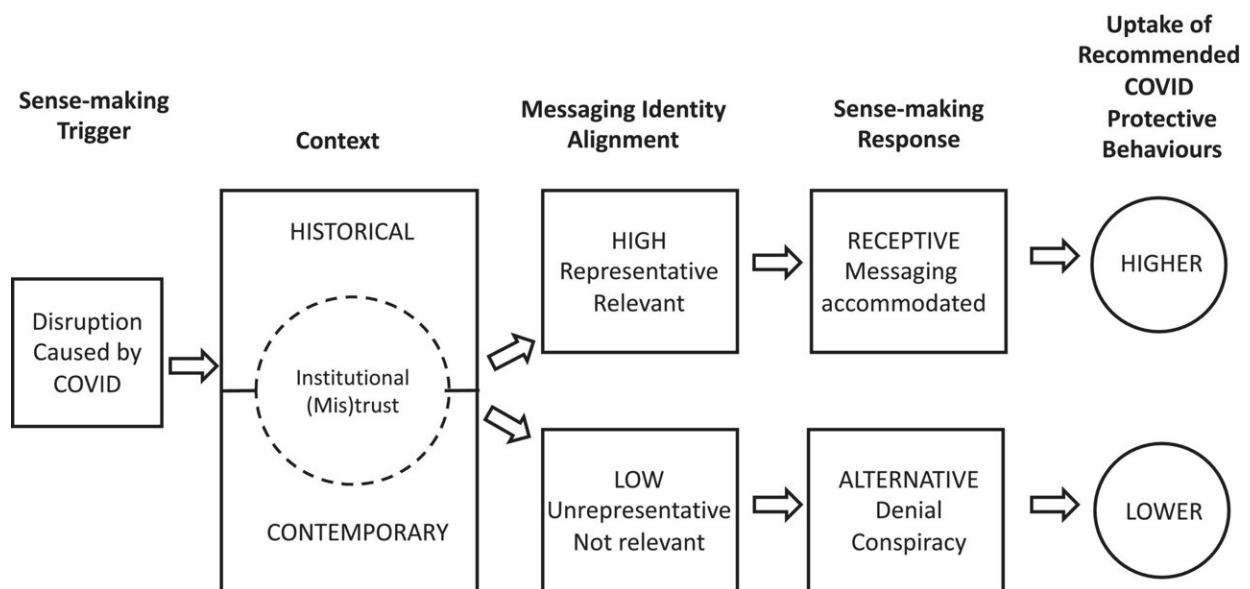 Sense-making
Trigger
Context
Messaging Identity
Alignment
Sense-making
Response
Uptake of
Recommended
COVID
Protective
Behaviours
Disruption
Caused by
COVID
HISTORICAL
Institutional
(Mis)trust
CONTEMPORARY
HIGH
Representative
Relevant
RECEPTIVE
Messaging
accommodated
HIGHER
LOW
Unrepresentative
Not relevant
ALTERNATIVE
Denial
Conspiracy
LOWER